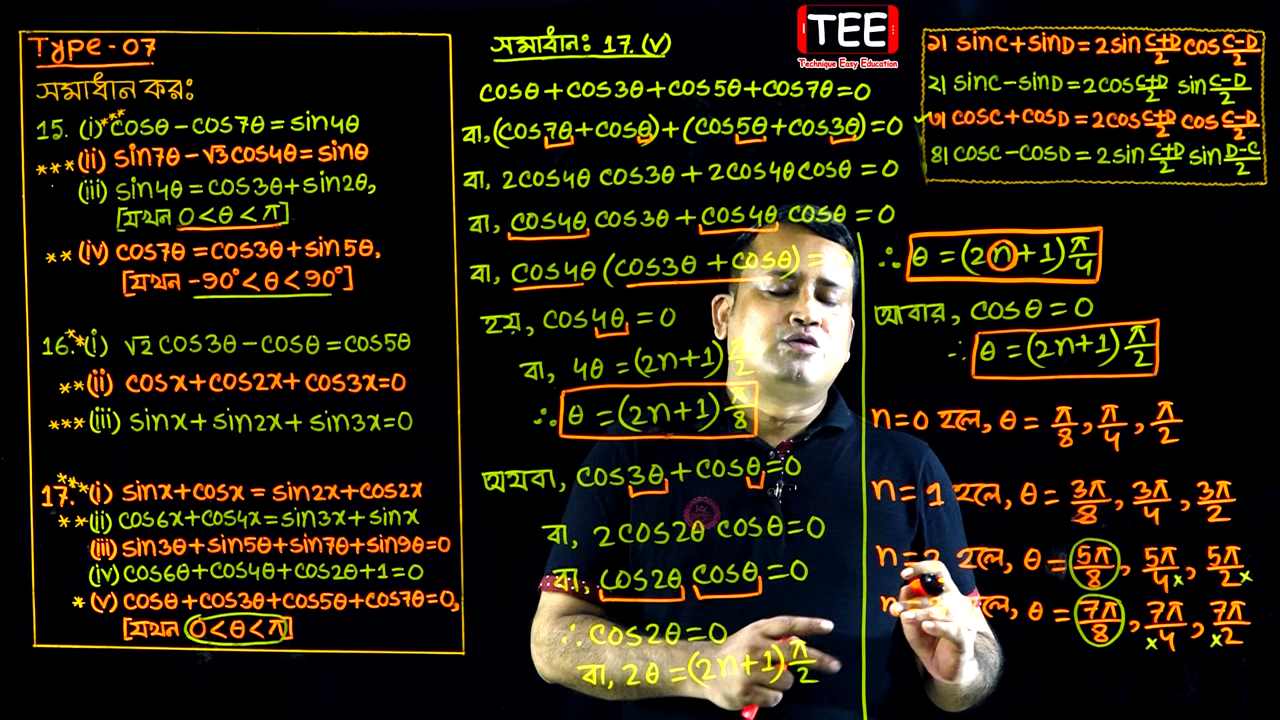 Type-07
সমাধান করঃ
15. (i)*** cosθ-cos7θ=sin4θ
***(ii) sin7θ-√3cos4θ=sinθ
(iii) sin4θ=cos3θ+sin2θ,
[যখন 0<θ<π]
**(iv) cos7θ=cos3θ+sin5θ,
[যখন -90°<θ<90°]
16.*(i) √2 cos3θ-cosθ=cos5θ
**(ii) cosx+cos2x+cos3x=0
***(iii) sinx+sin2x+sin3x=0
17.***(i) sinx+cosx=sin2x+cos2x
**(ii) cos6x+cos4x=sin3x+sinx
(iii) sin3θ+sin5θ+sin7θ+sin9θ=0
(iv) cos6θ+cos4θ+cos2θ+1=0
*(v) cosθ+cos3θ+cos5θ+cos7θ=0,
[যখন 0<θ<π]
সমাধানঃ 17.(v)
cosθ+cos3θ+cos5θ+cos7θ=0
বা,(cos7θ+cosθ)+(cos5θ+cos3θ)=0
বা, 2cos4θ cos3θ+2cos4θcosθ=0
বা, cos4θ cos3θ+cos4θ cosθ=0
বা, cos4θ(cos3θ+cosθ)=
হয়, cos4θ=0
বা, 4θ=(2n+1)
∴ θ=(2n+1)π/8
অথবা, cos3θ+cosθ=0
বা, 2cos2θ cosθ=0
বা, cos2θ cosθ=0
∴cos2θ=0
বা, 2θ=(2n+1)π/2
TEE
Technique Easy Education
১। sinC+sinD=2sin C+D/2 cos C-D/2
২। sinC-sinD=2cos C+D/2 sin C-D/2
৩। cosC+cosD=2cos C+D/2 cos C-D/2
৪। cosC-cosD=2sin C+D/2 sin D-C/2
∴ θ=(2n+1)π/4
আবার, cosθ=0
∴ θ=(2n+1)π/2
n=0 হলে, θ=π/8, π/4, π/2
n=1 হলে, θ=3π/8, 3π/4, 3π/2
n=2 হলে, θ=5π/8, 5π/4×, 5π/2×
হলে, θ=7π/8, 7π/4×, 7π/2×